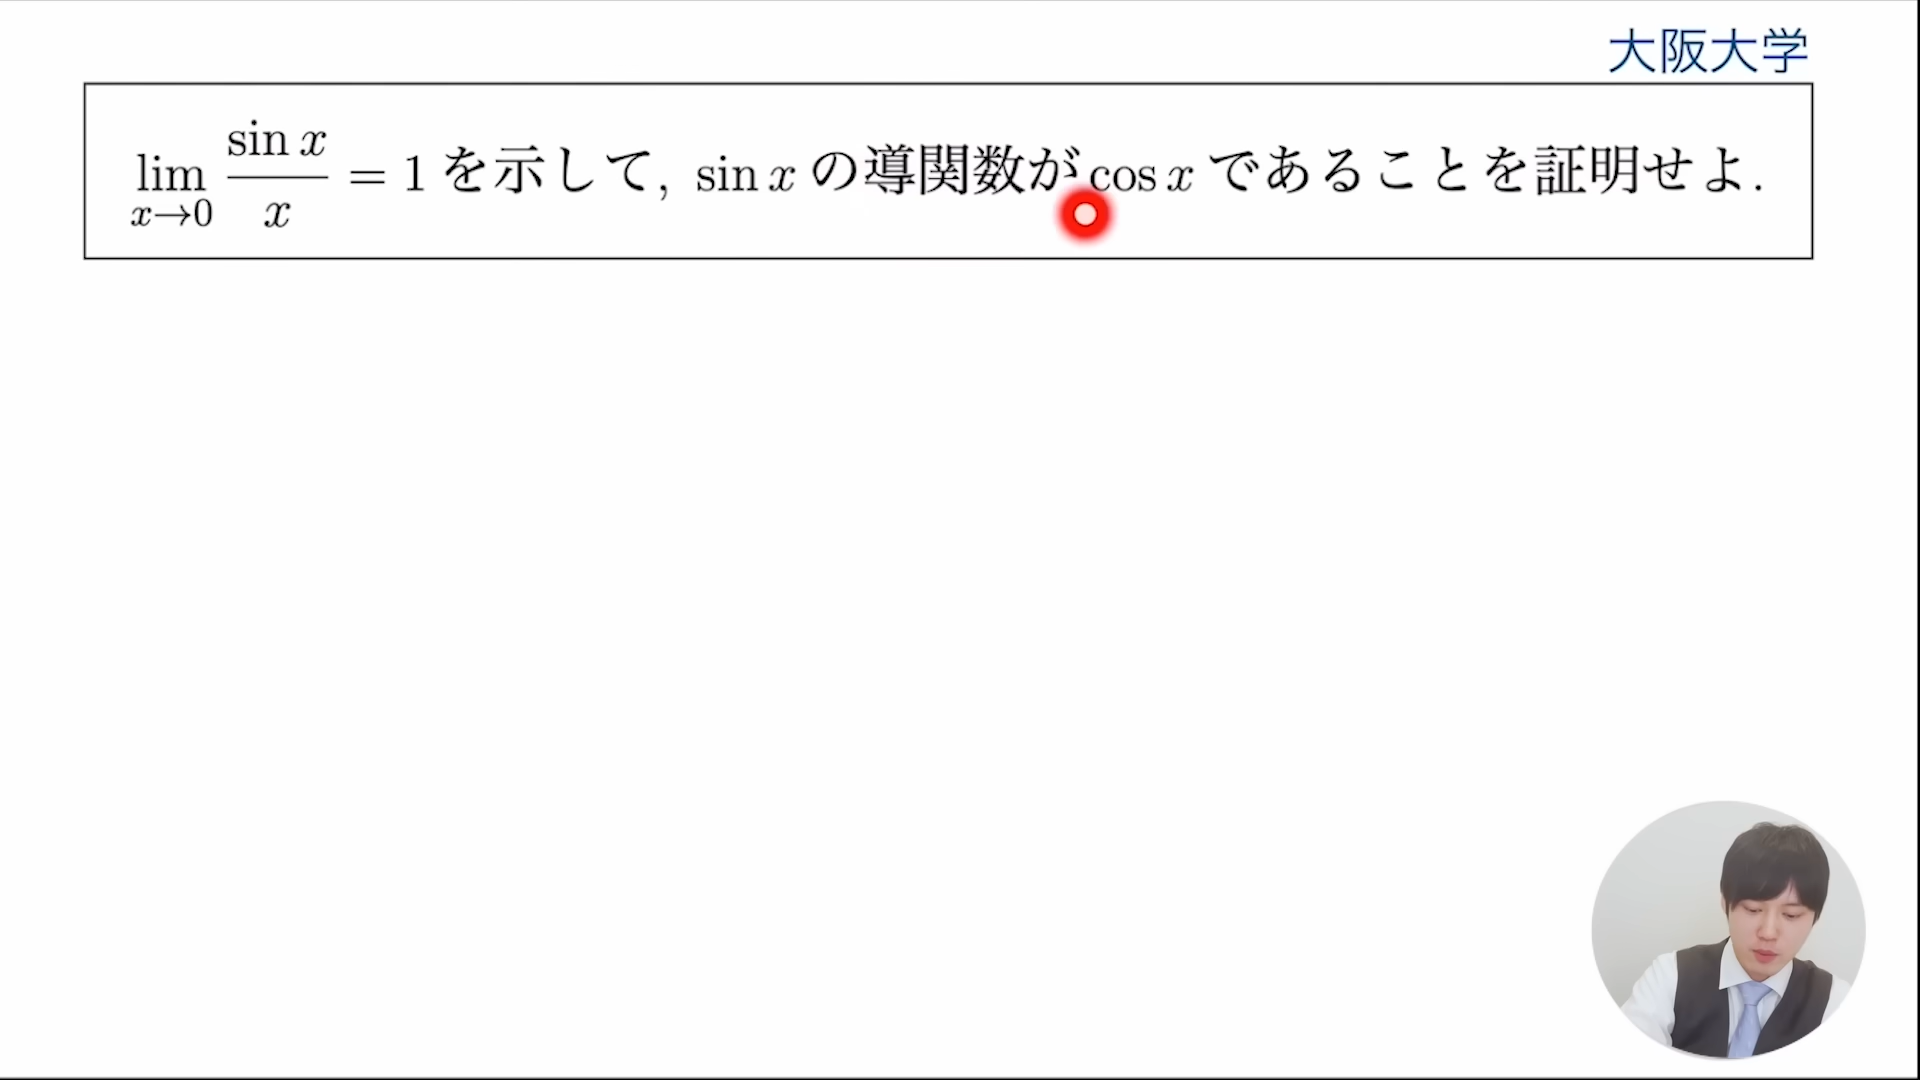 大阪大学
lim x→0 sin x / x = 1 を示して, sin x の導関数が cos x であることを証明せよ.